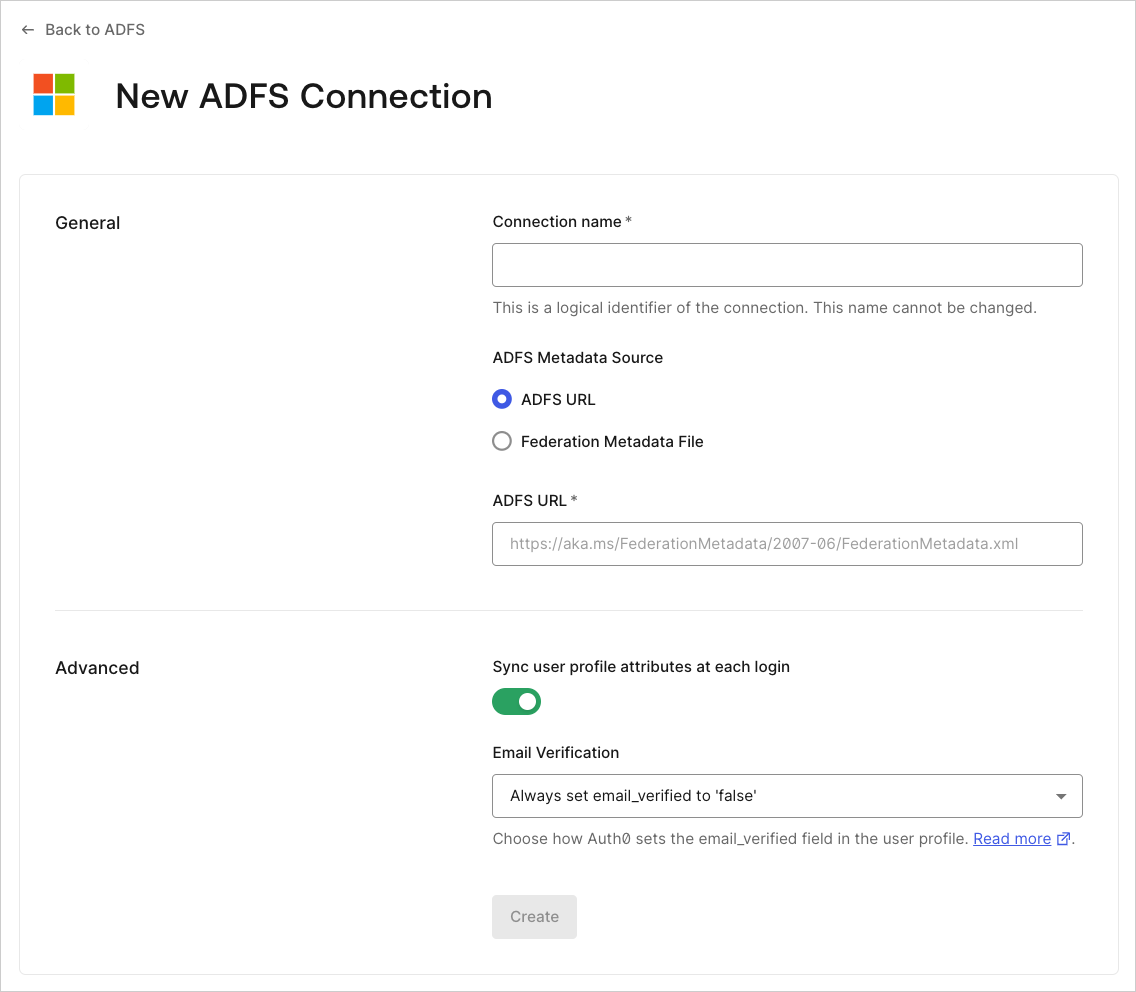 Back to ADFS
New ADFS Connection
General
Connection name *
This is a logical identifier of the connection. This name cannot be changed.
ADFS Metadata Source
ADFS URL
Federation Metadata File
ADFS URL *
https://aka.ms/FederationMetadata/2007-06/FederationMetadata.xml
Advanced
Sync user profile attributes at each login
Email Verification
Always set email_verified to 'false'
Choose how Auth0 sets the email_verified field in the user profile. Read more.
Create